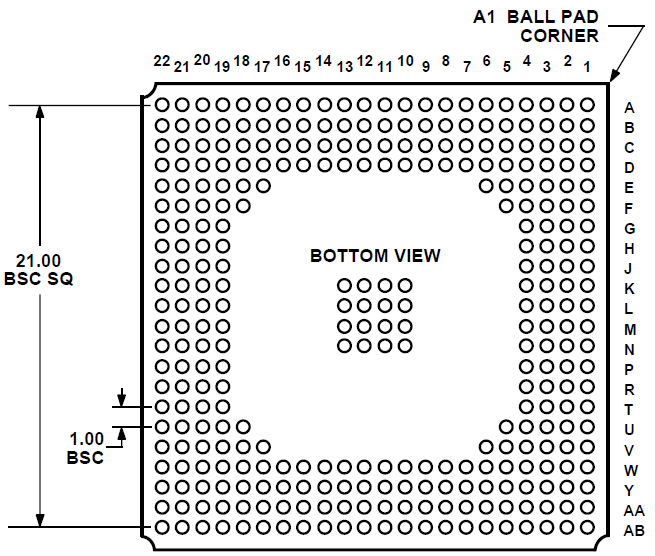 A1 BALL PAD
CORNER
22 21 20 19 18 17 16 15 14 13 12 11 10 9 8 7 6 5 4 3 2 1
A
B
C
D
E
F
G
H
BOTTOM VIEW
21.00
BSC SQ
J
K
L
M
N
P
R
T
U
1.00
BSC
V
W
Y
AA
AB